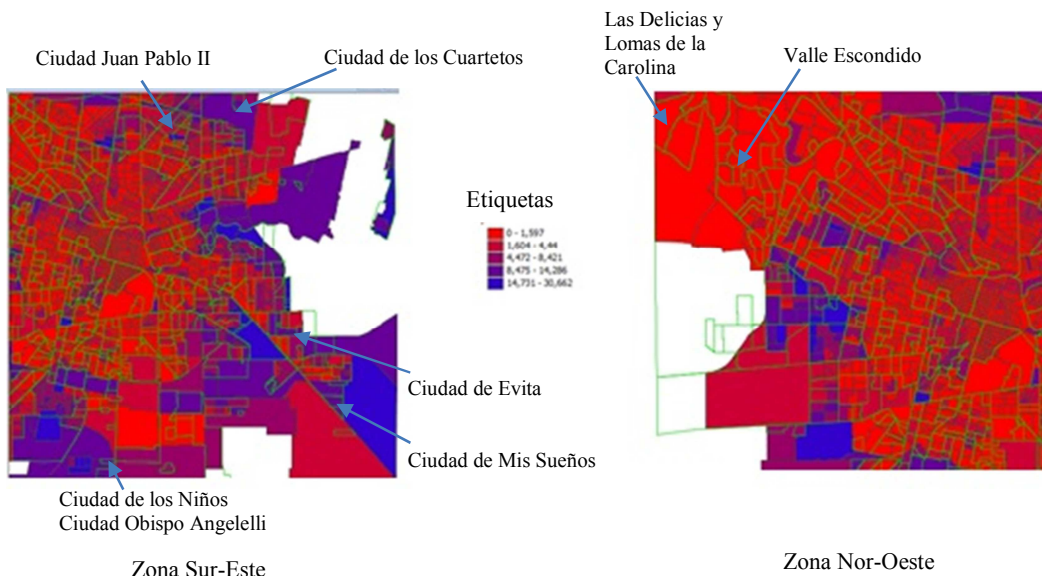 Ciudad Juan Pablo II
Ciudad de los Cuartetos
Las Delicias y
Lomas de la
Carolina
Valle Escondido
Etiquetas
0 - 1,597
1,604 - 4,44
4,472 - 8,421
8,475 - 14,286
14,731 - 30,662
Ciudad de Evita
Ciudad de Mis Sueños
Ciudad de los Niños
Ciudad Obispo Angelelli
Zona Sur-Este
Zona Nor-Oeste